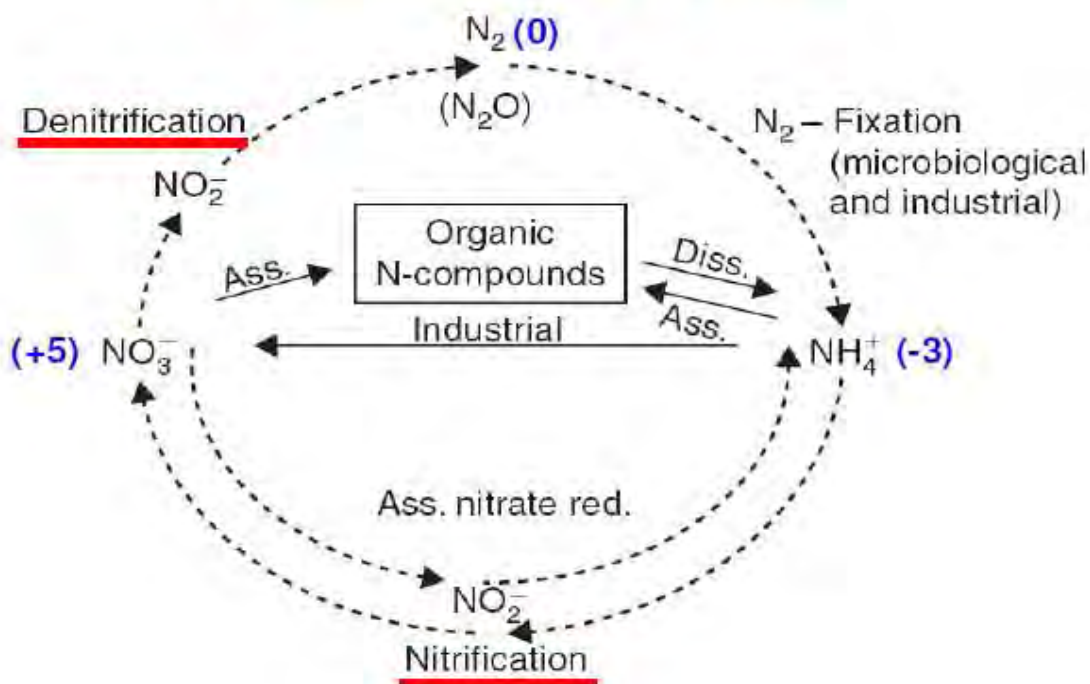 N₂ (0)
(N₂O)
Denitrification
N₂ – Fixation
(microbiological
and industrial)
NO₂⁻
Organic
N-compounds
Ass.
Diss.
Ass.
Industrial
(+5) NO₃⁻
NH₄⁺ (-3)
Ass. nitrate red.
NO₂⁻
Nitrification